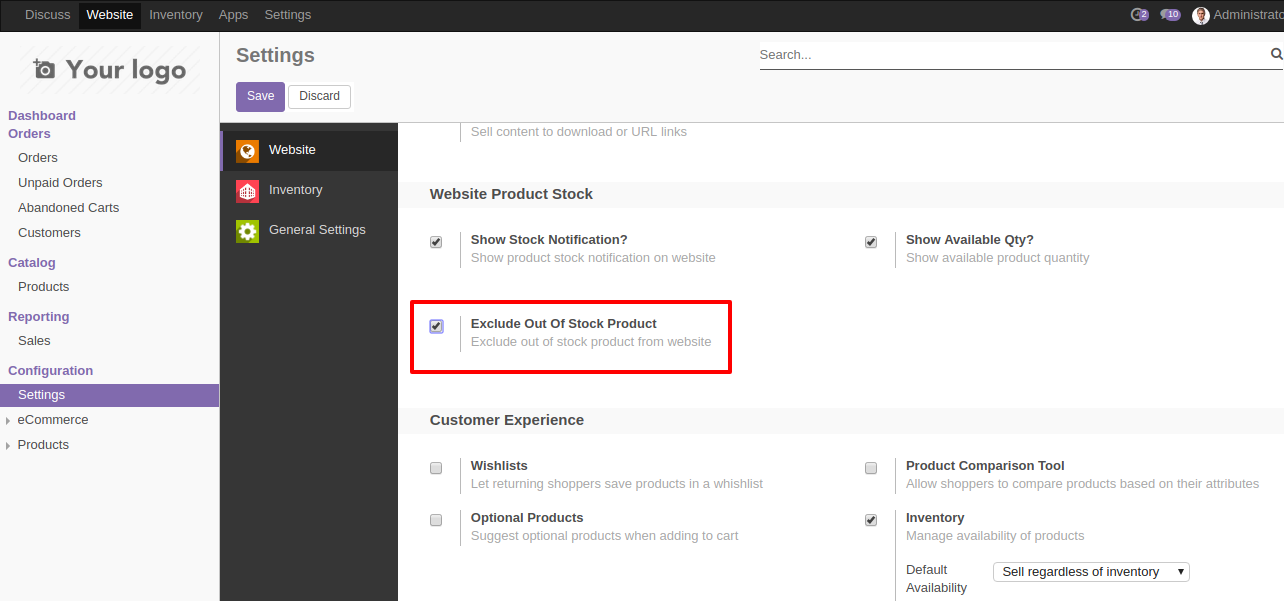 Discuss Website Inventory Apps Settings 2 10 Administrato
Your logo
Settings
Search...
Save Discard
Dashboard
Orders
Orders
Unpaid Orders
Abandoned Carts
Customers
Catalog
Products
Reporting
Sales
Configuration
Settings
eCommerce
Products
Website
Inventory
General Settings
Sell content to download or URL links
Website Product Stock
Show Stock Notification?
Show product stock notification on website
Show Available Qty?
Show available product quantity
Exclude Out Of Stock Product
Exclude out of stock product from website
Customer Experience
Wishlists
Let returning shoppers save products in a whishlist
Product Comparison Tool
Allow shoppers to compare products based on their attributes
Optional Products
Suggest optional products when adding to cart
Inventory
Manage availability of products
Default
Availability
Sell regardless of inventory